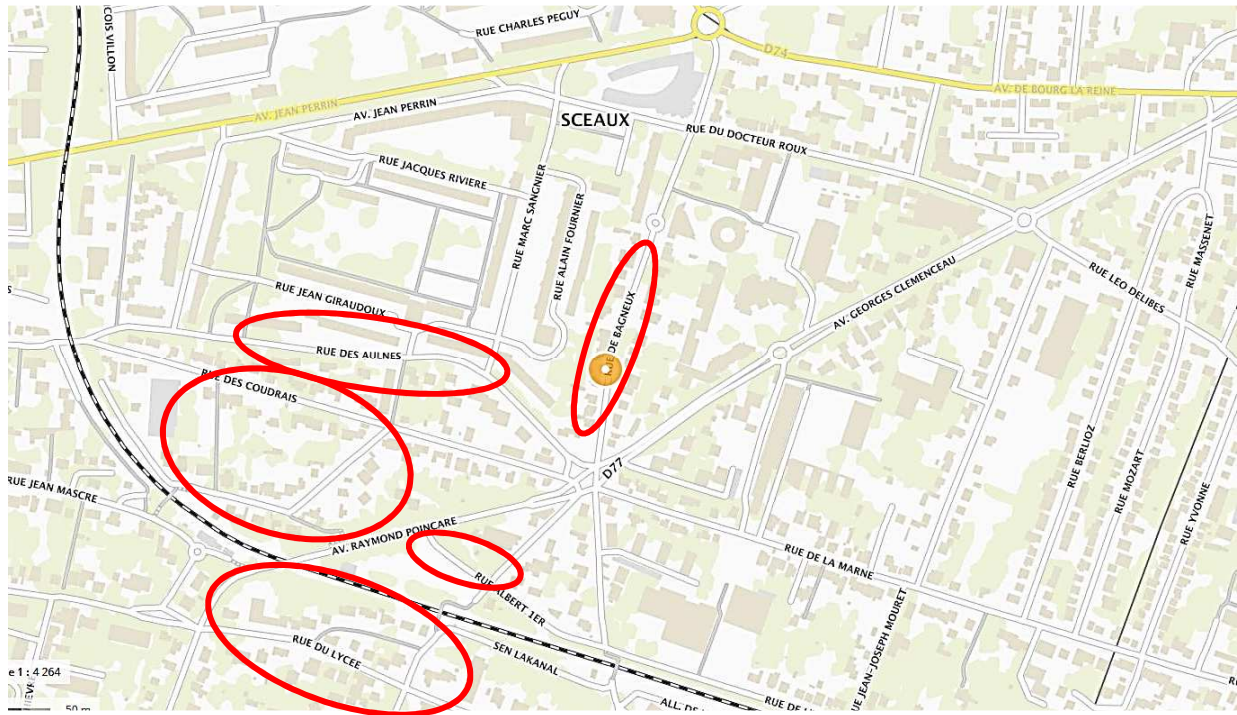 COIS VILLON
RUE CHARLES PEGUY
D74
AV. DE BOURG LA REINE
AV. JEAN PERRIN
AV. JEAN PERRIN
SCEAUX
RUE DU DOCTEUR ROUX
RUE JACQUES RIVIERE
RUE MARC SANGNIER
RUE ALAIN FOURNIER
RUE MASSENET
RUE LEO DELIBES
RUE JEAN GIRAUDOUX
DE BAGNEUX
AV. GEORGES CLEMENCEAU
RUE DES AULNES
RUE DES COUDRAIS
D77
RUE BERLIOZ
RUE MOZART
RUE YVONNE
RUE JEAN MASCRE
AV. RAYMOND POINCARE
RUE DE LA MARNE
RUE ALBERT 1ER
RUE JEAN-JOSEPH MOURET
RUE DU LYCEE
SEN LAKANAL
e 1 : 4 264
50 m
ALL. DE
RUE DE